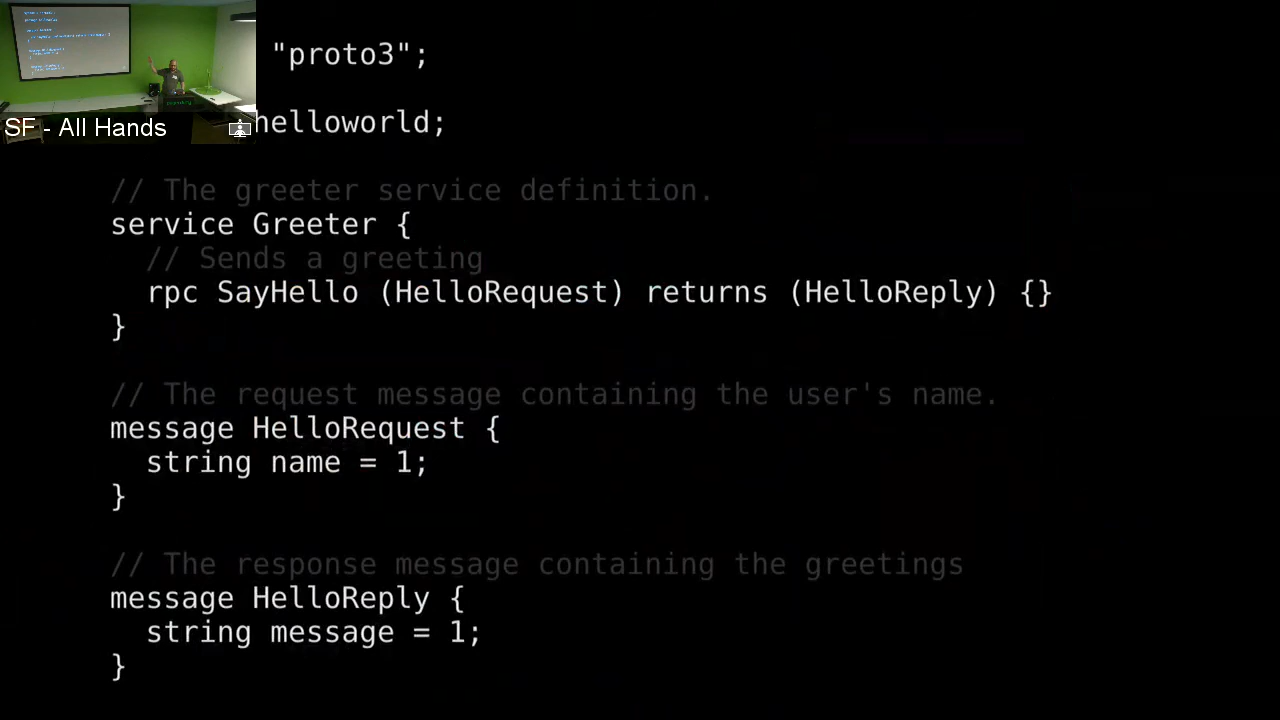 "proto3";
SF - All Hands
helloworld;
// The greeter service definition.
service Greeter {
// Sends a greeting
rpc SayHello (HelloRequest) returns (HelloReply) {}
}
// The request message containing the user's name.
message HelloRequest {
string name = 1;
}
// The response message containing the greetings
message HelloReply {
string message = 1;
}